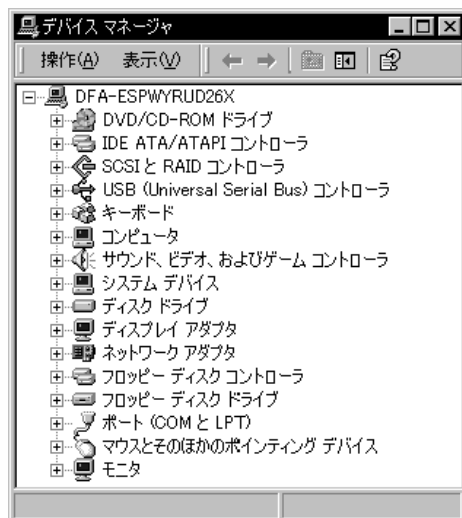 デバイス マネージャ
操作(A) 表示(V)
DFA-ESPWYRUD26X
DVD/CD-ROM ドライブ
IDE ATA/ATAPI コントローラ
SCSI と RAID コントローラ
USB (Universal Serial Bus) コントローラ
キーボード
コンピュータ
サウンド、ビデオ、およびゲーム コントローラ
システム デバイス
ディスク ドライブ
ディスプレイ アダプタ
ネットワーク アダプタ
フロッピー ディスク コントローラ
フロッピー ディスク ドライブ
ポート (COM と LPT)
マウスとそのほかのポインティング デバイス
モニタ